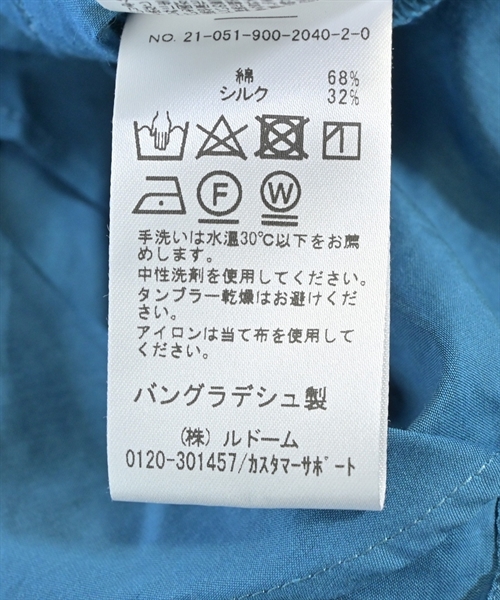 NO. 21-051-900-2040-2-0
綿 68%
シルク 32%
F W
手洗いは水温30℃以下をお薦
めします。
中性洗剤を使用してください。
タンブラー乾燥はお避けくだ
さい。
アイロンは当て布を使用して
ください。
バングラデシュ製
(株) ルドーム
0120-301457/ｶｽﾀﾏｰｻﾎﾟｰﾄ